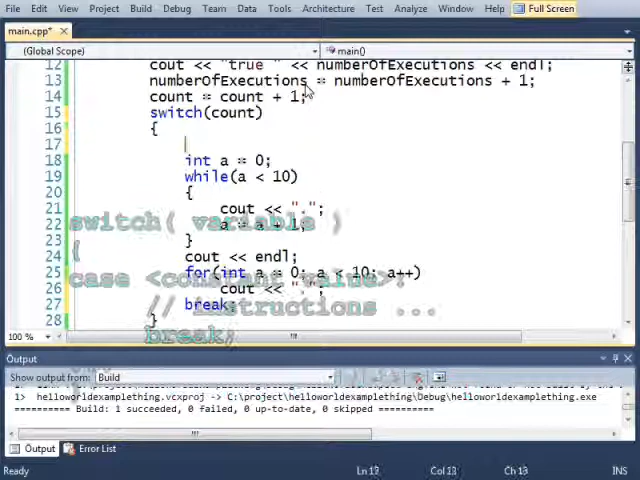 File Edit View Project Build Debug Team Data Tools Architecture Test Analyze Window Help Full Screen
main.cpp* ×
(Global Scope) main()
12 cout << "true " << numberOfExecutions << endl;
13 numberOfExecutions = numberOfExecutions + 1;
14 count = count + 1;
15 switch(count)
16 {
17
18 int a = 0;
19 while(a < 10)
20 {
21 cout << ".";
22 a = a + 1;
23 }
24 cout << endl;
25 for(int a = 0; a < 10; a++)
26 cout << ".";
27 break;
28 }
switch( variable )
{
case <constant value>:
// instructions ...
break;
100 %
Output
Show output from: Build
1> helloworldexamplething.vcxproj -> C:\project\helloworldexamplething\Debug\helloworldexamplething.exe
========== Build: 1 succeeded, 0 failed, 0 up-to-date, 0 skipped ==========
Output Error List
Ready Col 13 Ch 13 INS